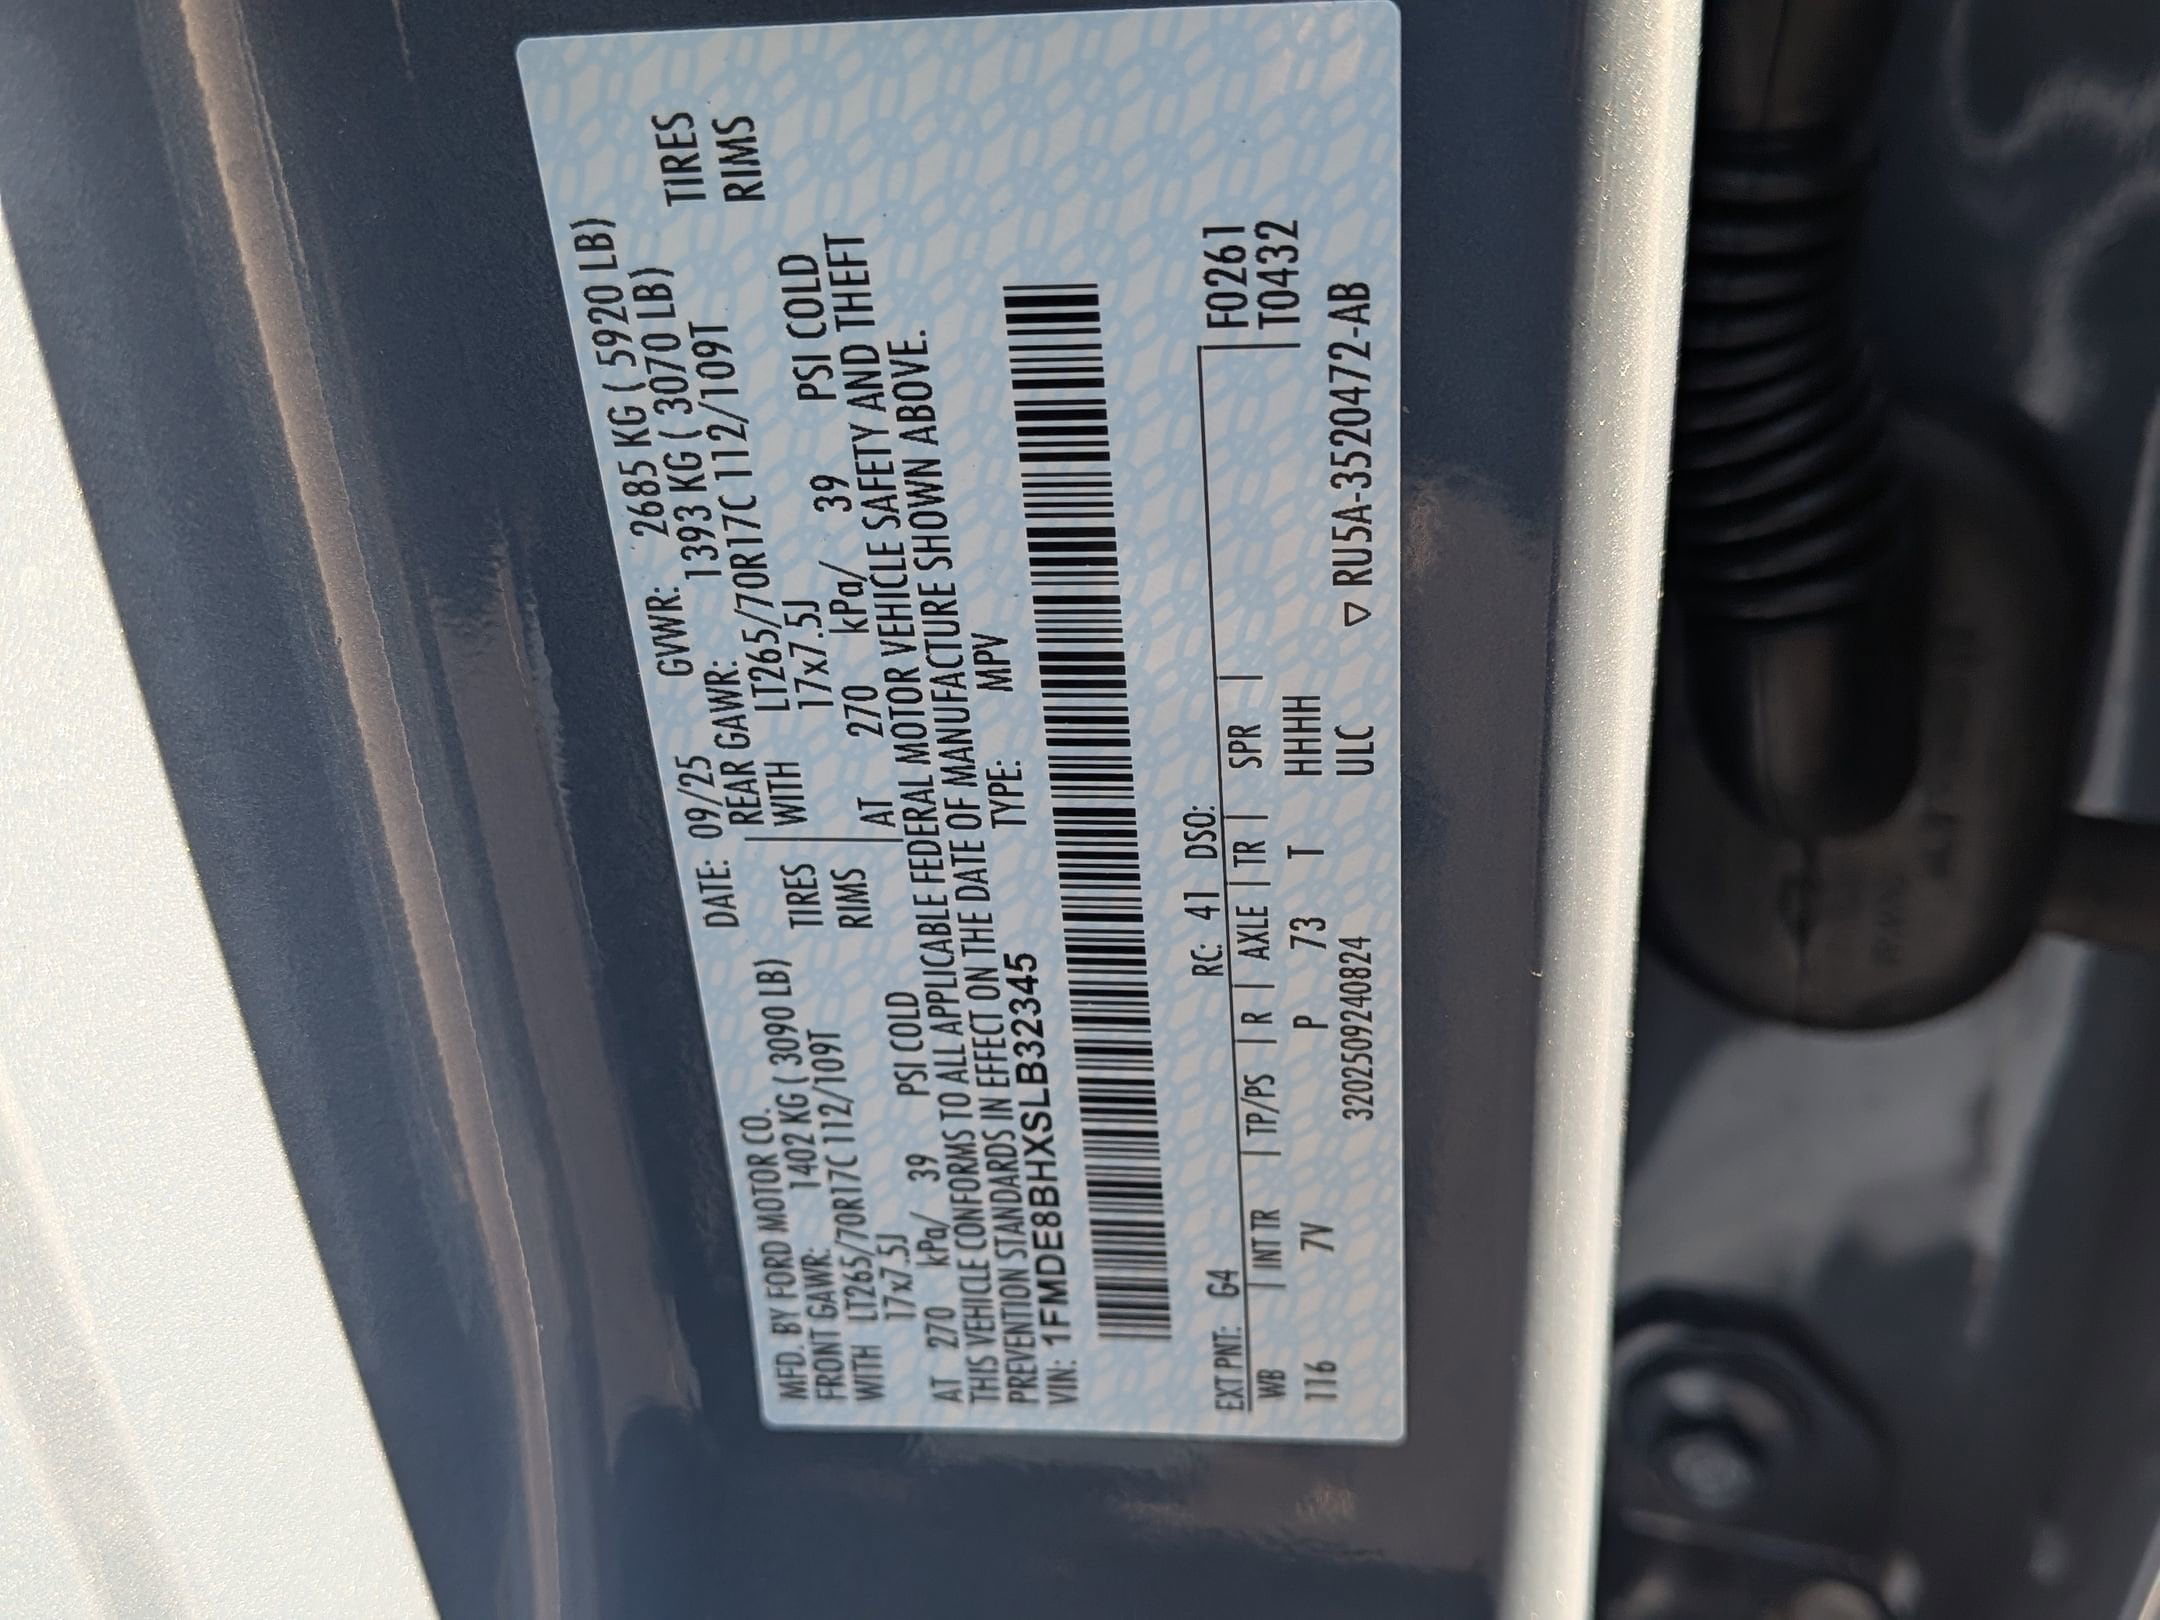 MFD. BY FORD MOTOR CO. DATE: 09/25 GVWR: 2685 KG ( 5920 LB)
FRONT GAWR: 1402 KG ( 3090 LB) REAR GAWR: 1393 KG ( 3070 LB)
WITH LT265/70R17C 112/109T TIRES WITH LT265/70R17C 112/109T TIRES
17x7.5J RIMS 17x7.5J RIMS
AT 270 kPa/ 39 PSI COLD AT 270 kPa/ 39 PSI COLD
THIS VEHICLE CONFORMS TO ALL APPLICABLE FEDERAL MOTOR VEHICLE SAFETY AND THEFT
PREVENTION STANDARDS IN EFFECT ON THE DATE OF MANUFACTURE SHOWN ABOVE.
VIN: 1FMDE8BHXSLB32345 TYPE: MPV
EXT PNT: G4 RC: 41 DSO: F0261
WB | INT TR | TP/PS | R | AXLE | TR | SPR | T0432
116 7V P 73 T HHHH
320250924082​4 ULC ▽ RU5A-3520472-AB